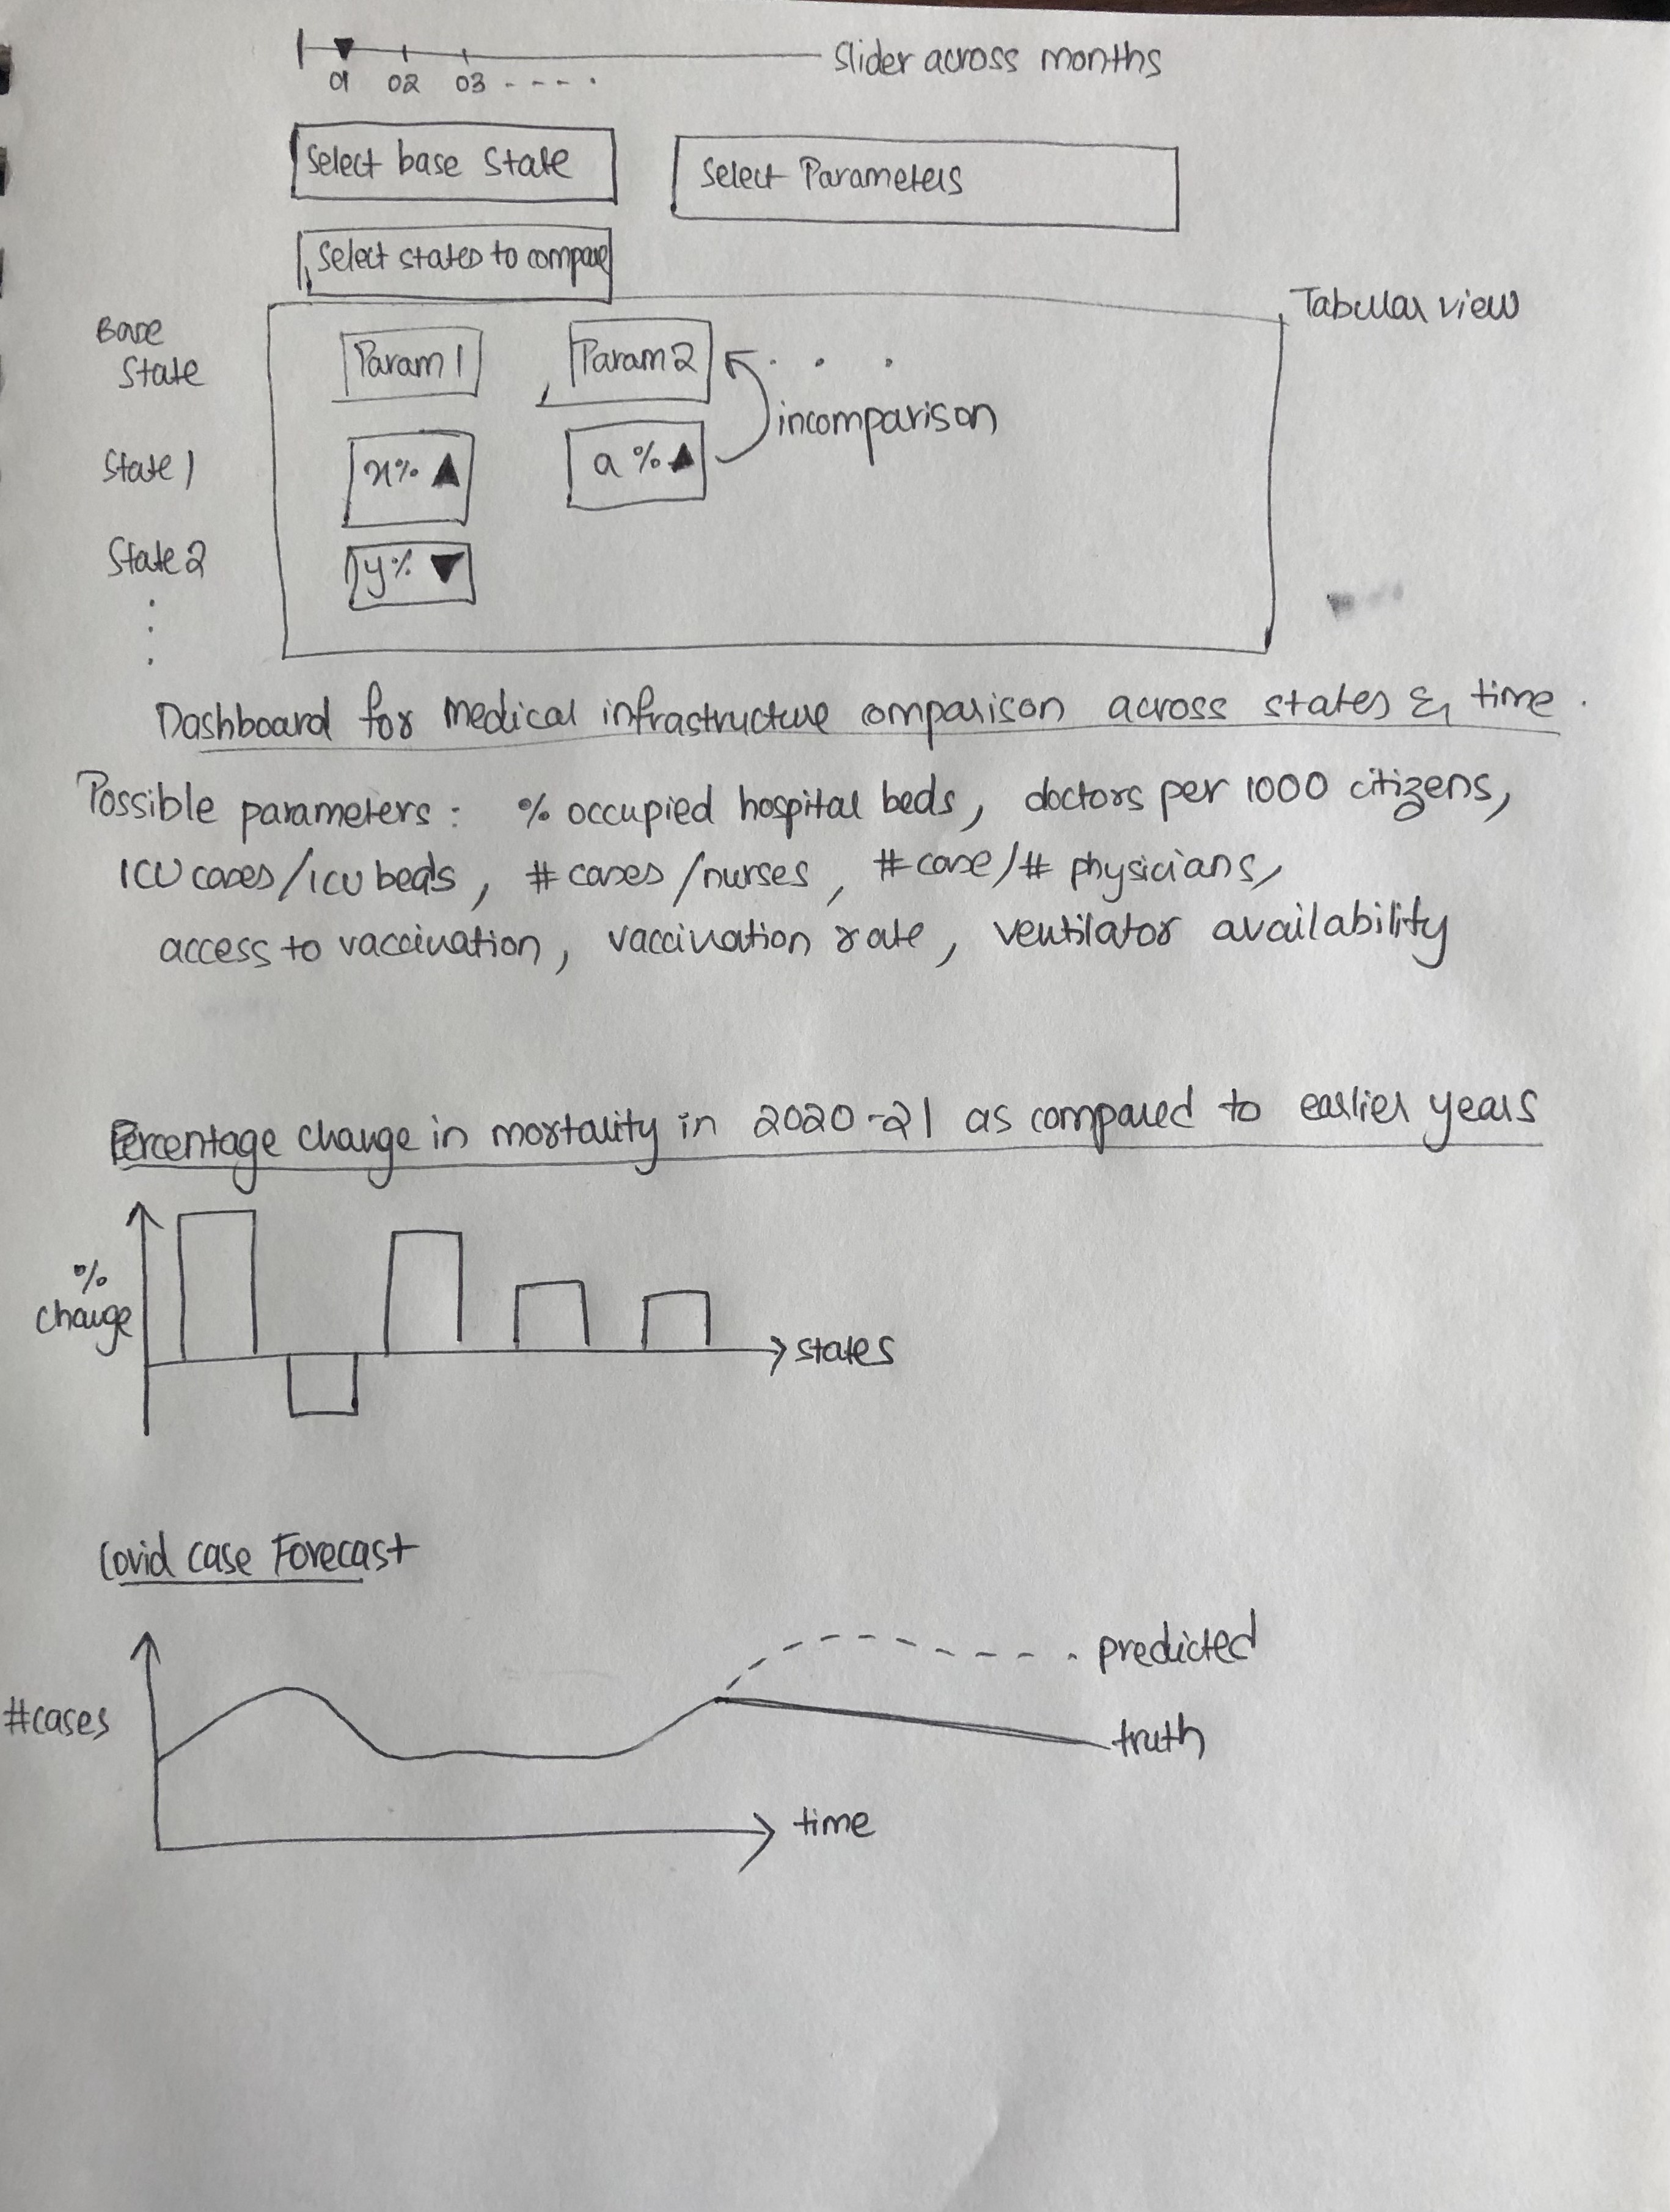 01 02 03 - - - - .
Slider across months
Select base State
Select Parameters
Select states to compare
Tabular view
Base
State
Param 1
Param 2
. . .
incomparison
State 1
x% ▲
a % ▲
State 2
y% ▼
Dashboard for Medical infrastructure comparison across states & time .
Possible parameters : % occupied hospital beds, doctors per 1000 citizens,
ICU cases/ICU beds, # cases /nurses, #case/# physicians,
access to vaccination, vaccination rate, ventilator availability
Percentage change in mortality in 2020-21 as compared to earlier years
%
change
states
Covid case Forecast
predicted
#cases
truth
time